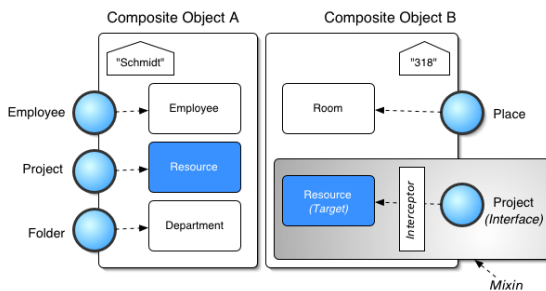 Composite Object A
Composite Object B
"Schmidt"
"318"
Employee
Employee
Room
Place
Project
Resource
Resource
(Target)
Interceptor
Project
(Interface)
Folder
Department
Mixin